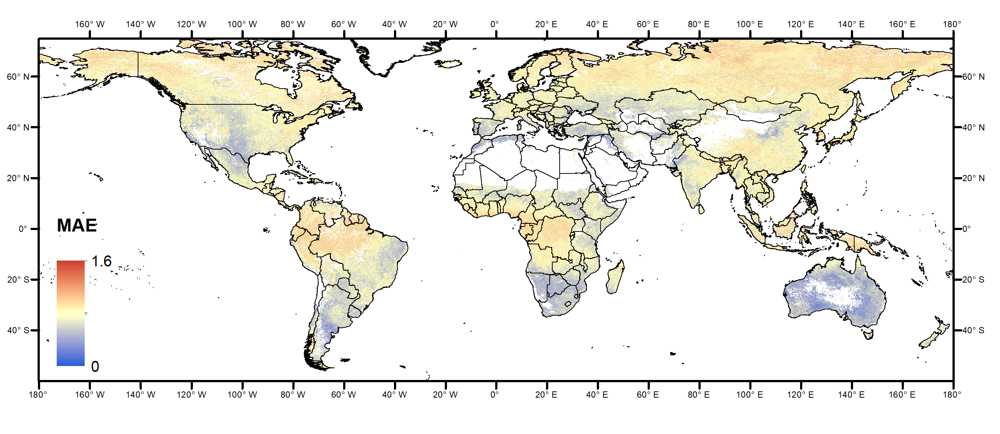 160° W 140° W 120° W 100° W 80° W 60° W 40° W 20° W 0° 20° E 40° E 60° E 80° E 100° E 120° E 140° E 160° E 180°
60° N 60° N
40° N 40° N
20° N 20° N
MAE
0° 0°
1.6
20° S 20° S
40° S 40° S
0
180° 160° W 140° W 120° W 100° W 80° W 60° W 40° W 20° W 0° 20° E 40° E 60° E 80° E 100° E 120° E 140° E 160° E 180°